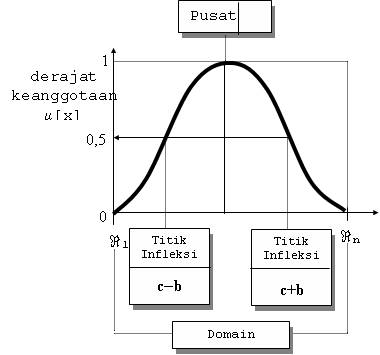 Pusat
1
derajat
keanggotaan
μ[x]
0,5
0
ℜ1
ℜn
Titik
Infleksi
c−b
Titik
Infleksi
c+b
Domain